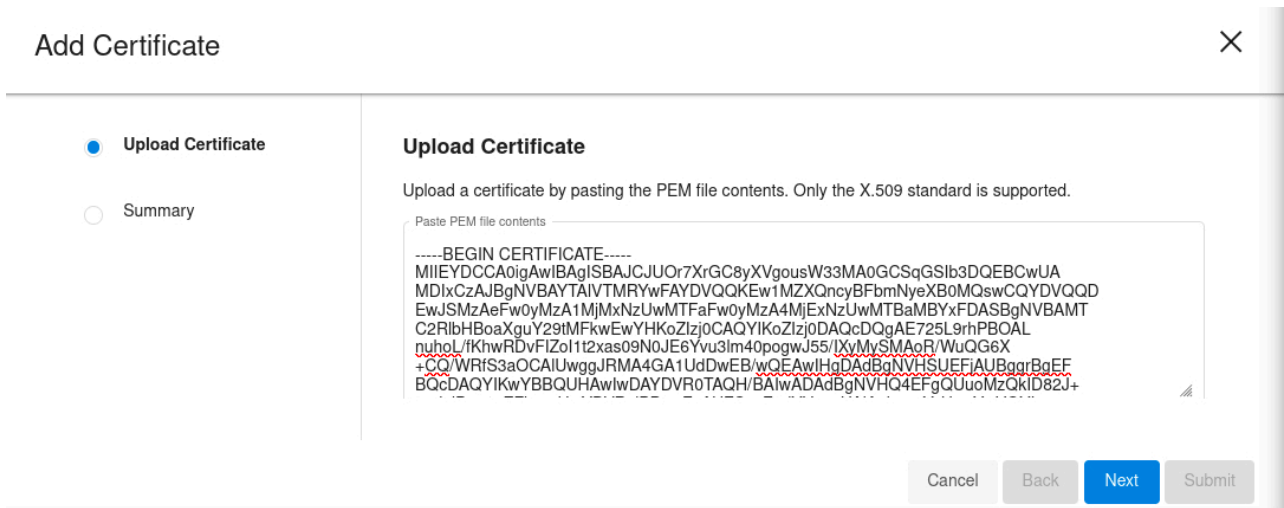 Add Certificate
Upload Certificate
Summary
Upload Certificate
Upload a certificate by pasting the PEM file contents. Only the X.509 standard is supported.
Paste PEM file contents
-----BEGIN CERTIFICATE-----
MIIEYDCCA0igAwIBAgISBAJCJUOr7XrGC8yXVgousW33MA0GCSqGSIb3DQEBCwUA
MDIxCzAJBgNVBAYTAlVTMRYwFAYDVQQKEw1MZXQncyBFbmNyeXB0MQswCQYDVQQD
EwJSMzAeFw0yMzA1MjMxNzUwMTFaFw0yMzA4MjExNzUwMTBaMBYxFDASBgNVBAMT
C2RlbHBoaXguY29tMFkwEwYHKoZIzj0CAQYIKoZIzj0DAQcDQgAE725L9rhPBOAL
nuhoL/fKhwRDvFIZoI1t2xas09N0JE6Yvu3lm40pogwJ55/IXyMySMAoR/WuQG6X
+CQ/WRfS3aOCAlUwggJRMA4GA1UdDwEB/wQEAwIHgDAdBgNVHSUEFjAUBggrBgEF
BQcDAQYIKwYBBQUHAwIwDAYDVR0TAQH/BAIwADAdBgNVHQ4EFgQUuoMzQkID82J+
Cancel
Back
Next
Submit